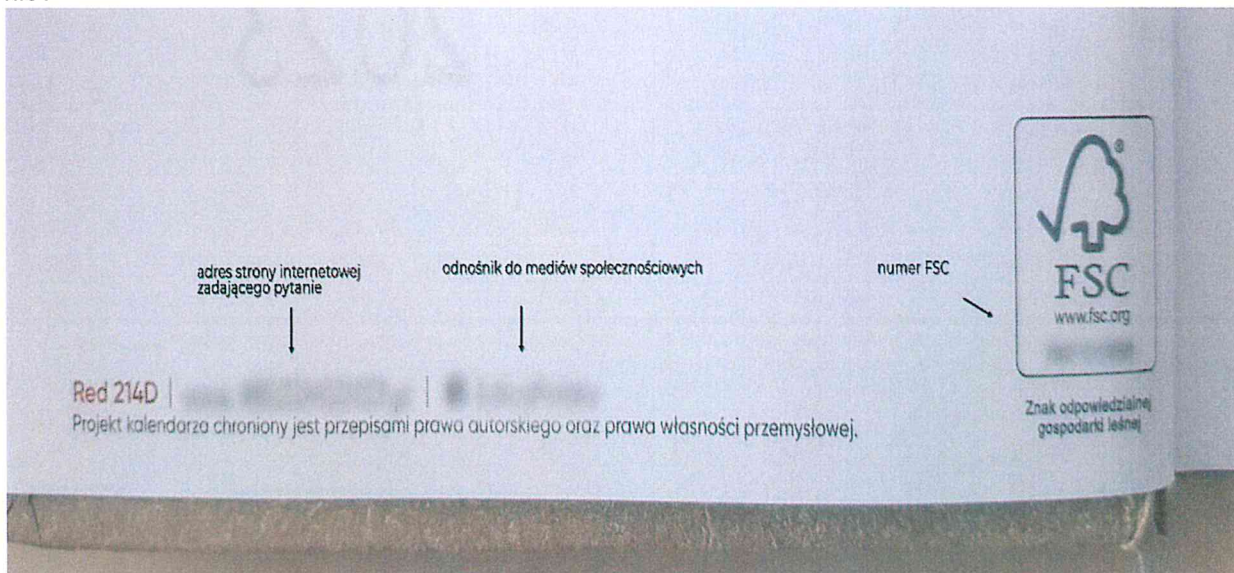 adres strony internetowej
zadającego pytanie
odnośnik do mediów społecznościowych
numer FSC
®
FSC
www.fsc.org
Red 214D |
Projekt kalendarza chroniony jest przepisami prawa autorskiego oraz prawa własności przemysłowej.
Znak odpowiedzialnej
gospodarki leśnej